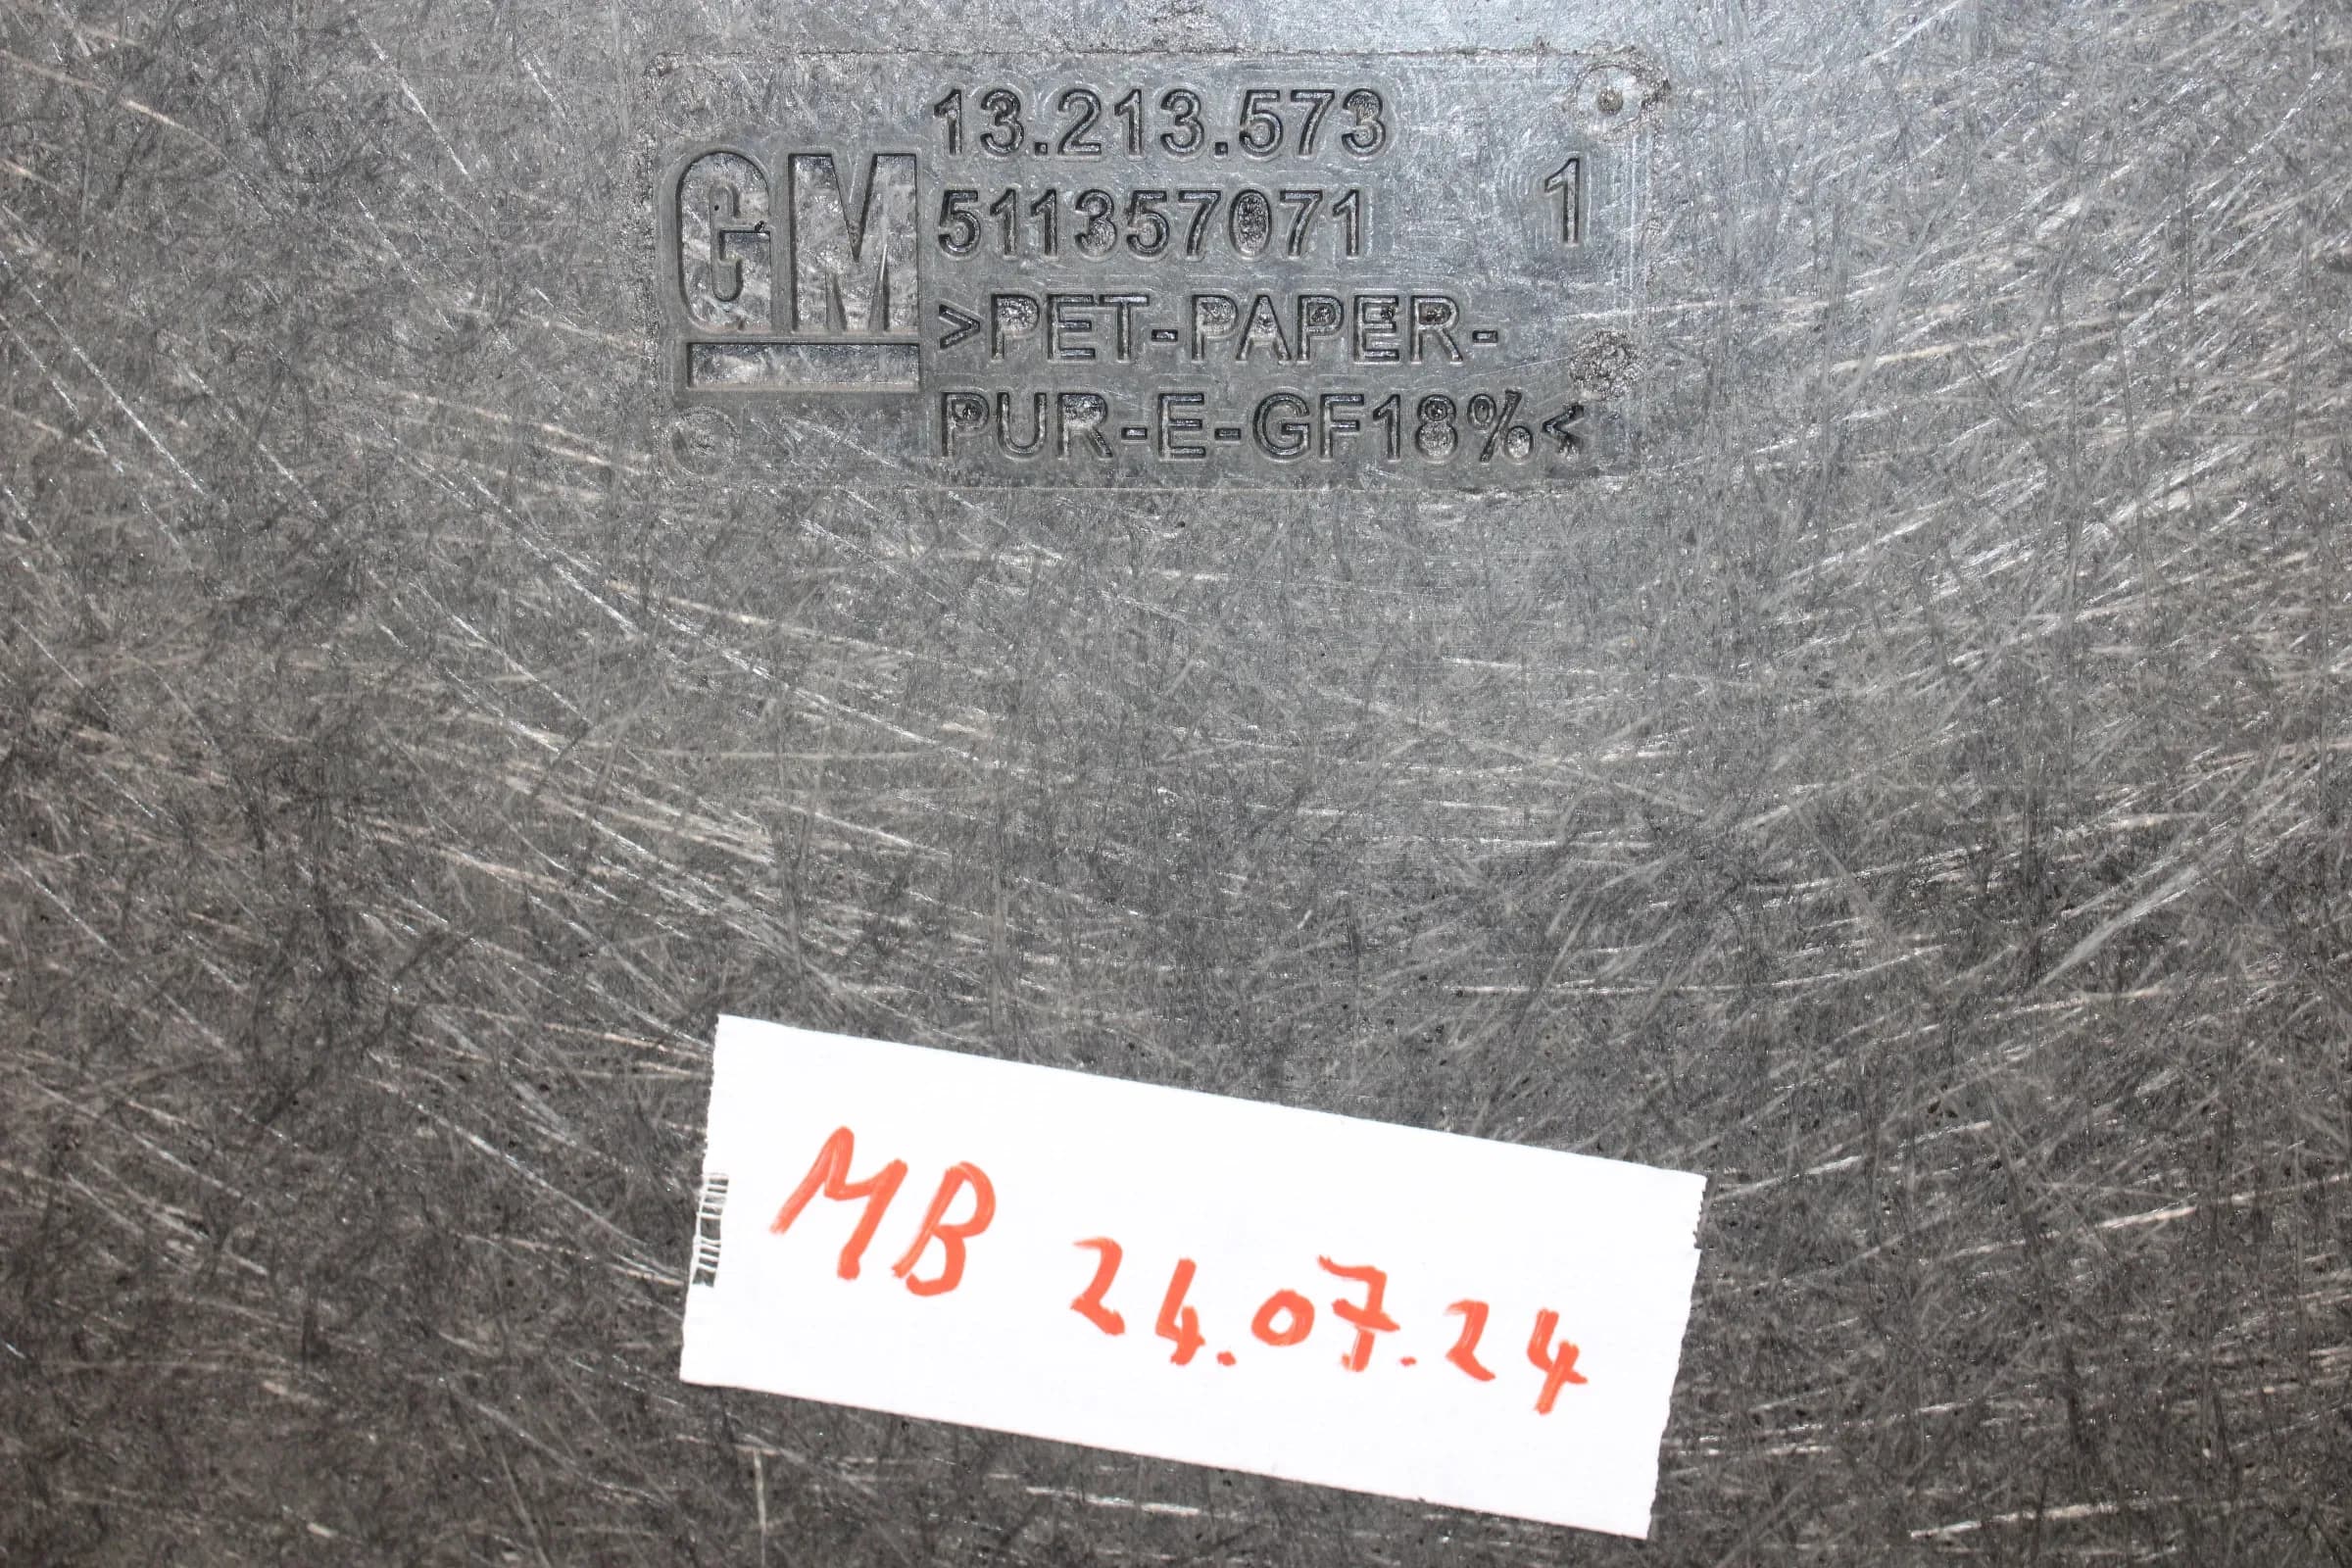 GM
13.213.573
511357071
1
>PET-PAPER-
PUR-E-GF18%<
MB 24.07.24